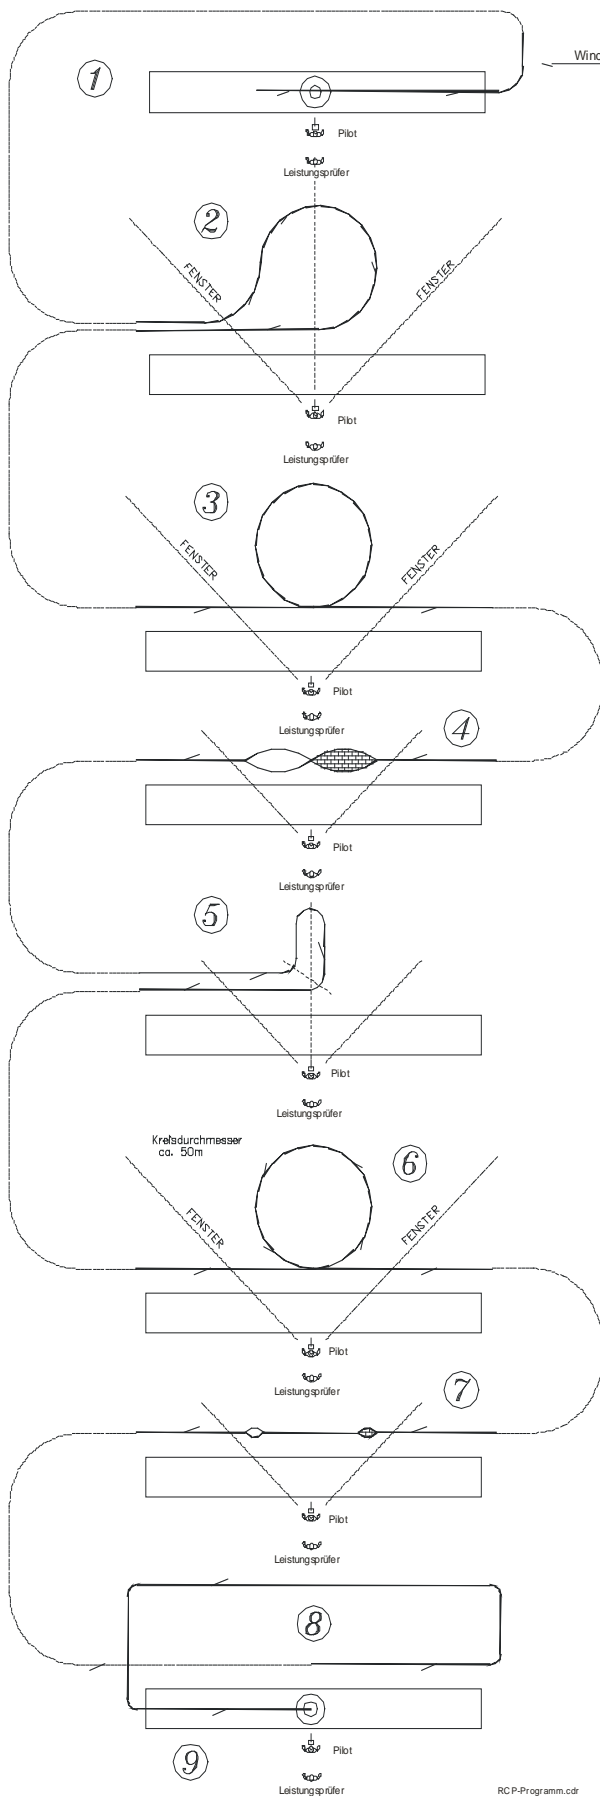 Wind
1
Pilot
Leistungsprüfer
2
FENSTER
FENSTER
Pilot
Leistungsprüfer
3
FENSTER
FENSTER
Pilot
Leistungsprüfer
4
Pilot
Leistungsprüfer
5
Pilot
Leistungsprüfer
Kreisdurchmesser
ca. 50m
6
FENSTER
FENSTER
Pilot
Leistungsprüfer
7
Pilot
Leistungsprüfer
8
Pilot
9
Leistungsprüfer
RCP-Programm.cdr